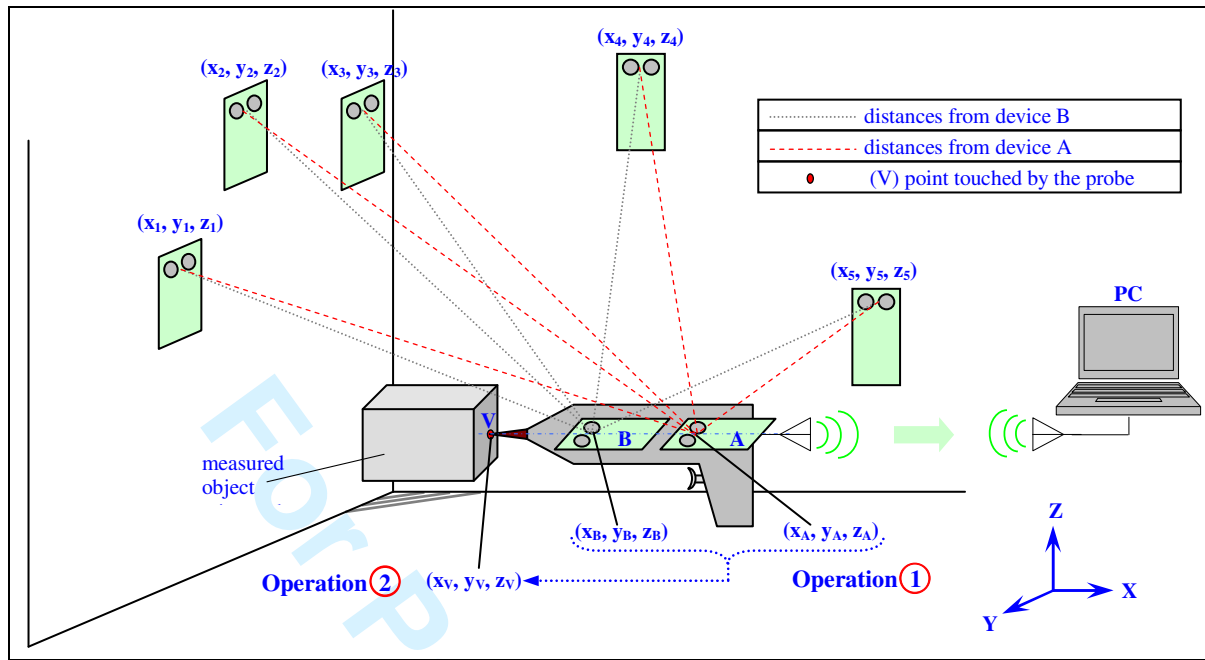 (x4, y4, z4)
(x2, y2, z2)
(x3, y3, z3)
distances from device B
distances from device A
(V) point touched by the probe
(x1, y1, z1)
(x5, y5, z5)
PC
V
B
A
measured
object
For P
(xB, yB, zB)
(xA, yA, zA)
Operation 2
(xV, yV, zV)
Operation 1
Z
X
Y